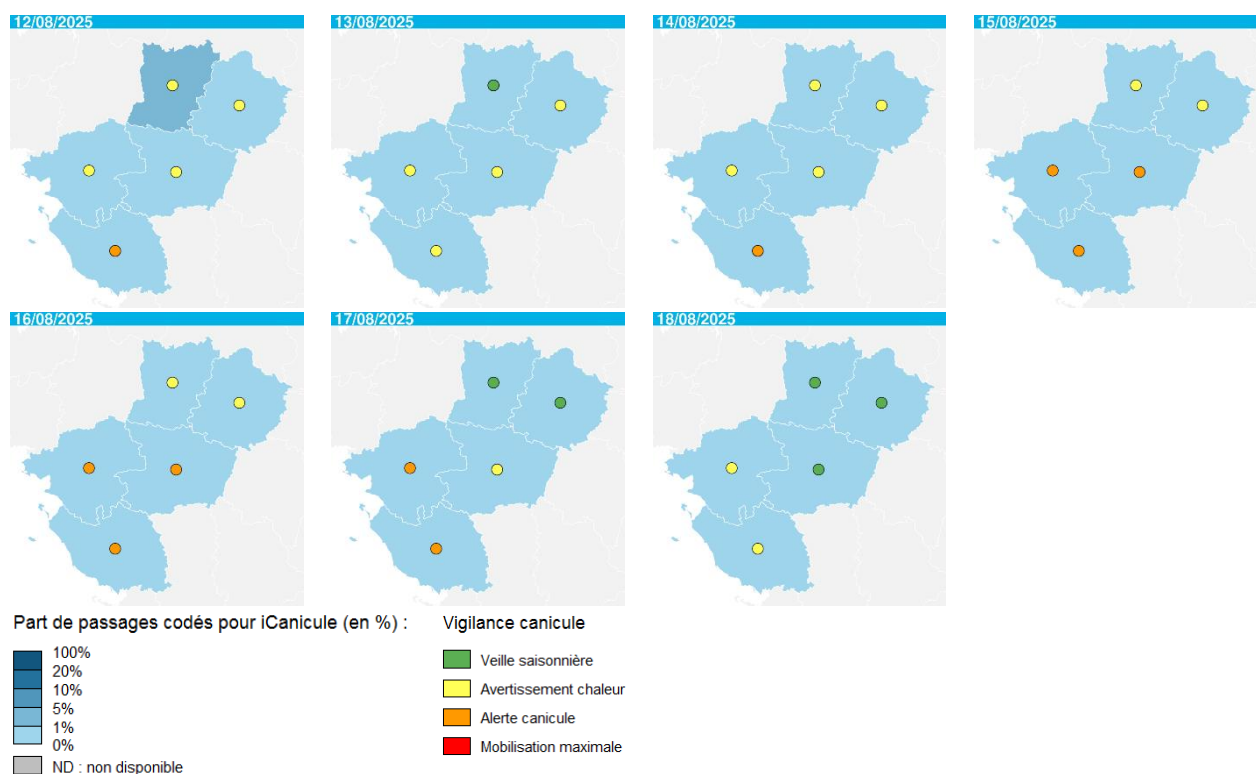 12/08/2025
13/08/2025
14/08/2025
15/08/2025
16/08/2025
17/08/2025
18/08/2025
Part de passages codés pour iCanicule (en %) :
100%
20%
10%
5%
1%
0%
ND : non disponible
Vigilance canicule
Veille saisonnière
Avertissement chaleur
Alerte canicule
Mobilisation maximale